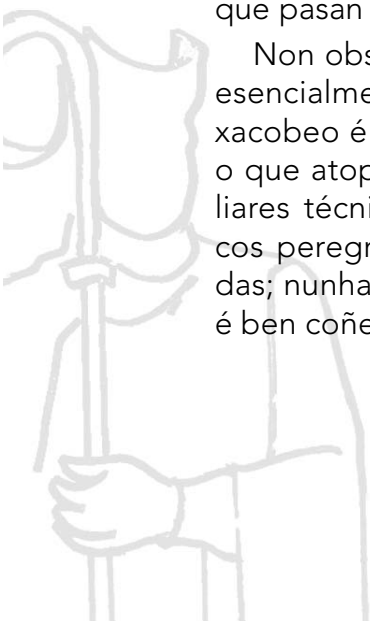 que pasan
Non obs
esencialme
xacobeo é
o que atop
liares técni
cos peregr
das; nunha
é ben coñe